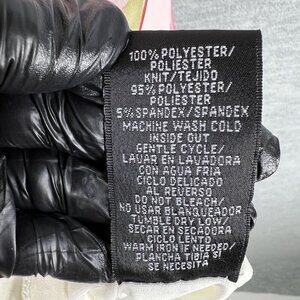 100% POLYESTER/
POLIESTER
KNIT/TEJIDO
95% POLYESTER/
POLIESTER
5% SPANDEX/SPANDEX
MACHINE WASH COLD
INSIDE OUT
GENTLE CYCLE/
LAVAR EN LAVADORA
CON AGUA FRIA
CICLO DELICADO
AL REVERSO
DO NOT BLEACH/
NO USAR BLANQUEADOR
TUMBLE DRY LOW/
SECAR EN SECADORA
CICLO LENTO
WARM IRON IF NEEDED/
PLANCHA TIBIA SI
SE NECESITA